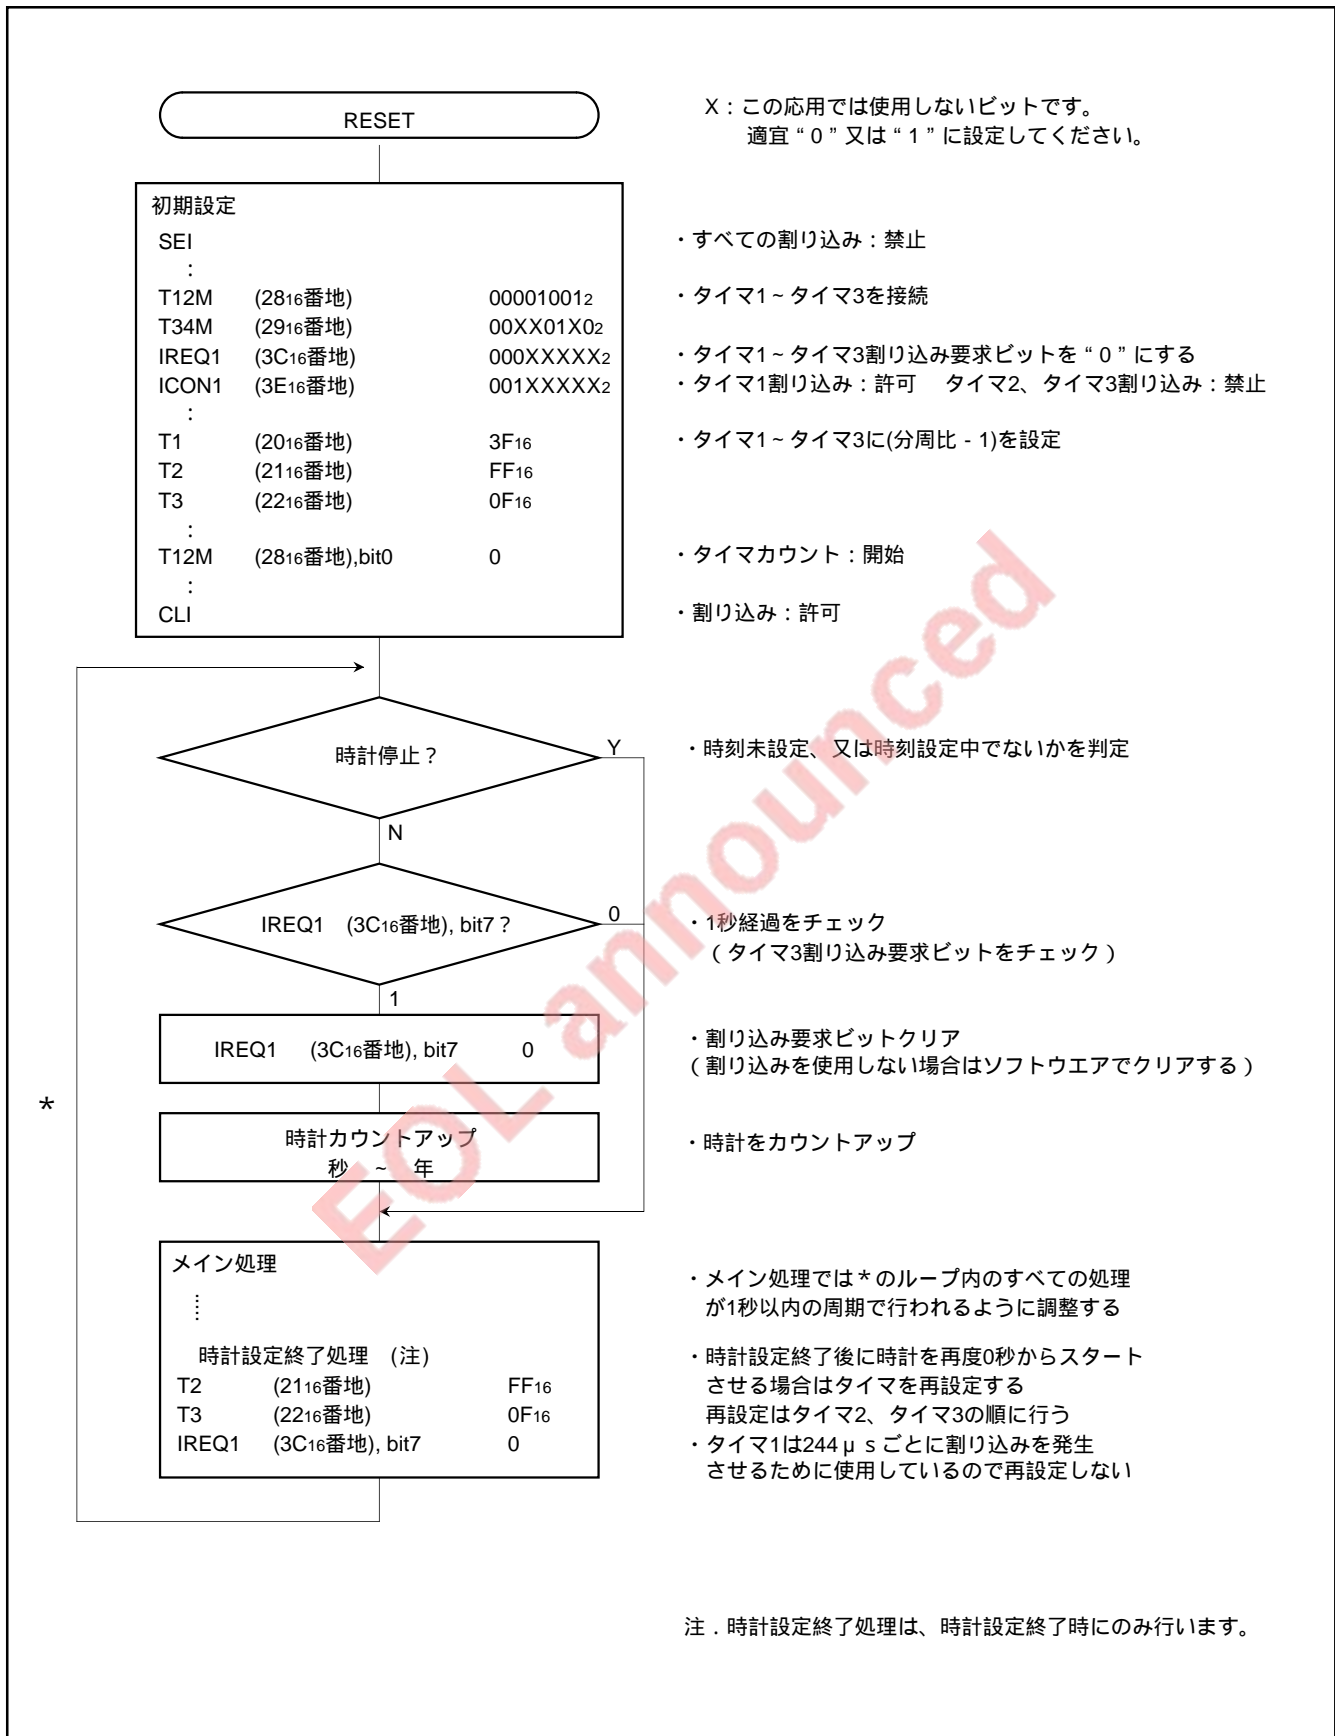 RESET
X：この応用では使用しないビットです。
適宜“0”又は“1”に設定してください。
初期設定
SEI
・すべての割り込み：禁止
：
T12M (2816番地) 000010012
・タイマ1～タイマ3を接続
T34M (2916番地) 00XX01X02
IREQ1 (3C16番地) 000XXXXX2
・タイマ1～タイマ3割り込み要求ビットを“0”にする
ICON1 (3E16番地) 001XXXXX2
・タイマ1割り込み：許可 タイマ2、タイマ3割り込み：禁止
：
T1 (2016番地) 3F16
・タイマ1～タイマ3に(分周比 - 1)を設定
T2 (2116番地) FF16
T3 (2216番地) 0F16
：
T12M (2816番地),bit0 0
・タイマカウント：開始
：
CLI
・割り込み：許可
時計停止？
Y
・時刻未設定、又は時刻設定中でないかを判定
N
IREQ1 (3C16番地), bit7？
0
・1秒経過をチェック
（タイマ3割り込み要求ビットをチェック）
1
IREQ1 (3C16番地), bit7 0
・割り込み要求ビットクリア
（割り込みを使用しない場合はソフトウエアでクリアする）
*
時計カウントアップ
秒 ～ 年
・時計をカウントアップ
メイン処理
・メイン処理では＊のループ内のすべての処理
が1秒以内の周期で行われるように調整する
時計設定終了処理 (注)
・時計設定終了後に時計を再度0秒からスタート
T2 (2116番地) FF16
させる場合はタイマを再設定する
T3 (2216番地) 0F16
再設定はタイマ2、タイマ3の順に行う
IREQ1 (3C16番地), bit7 0
・タイマ1は244μsごとに割り込みを発生
させるために使用しているので再設定しない
注．時計設定終了処理は、時計設定終了時にのみ行います。
EOL announced